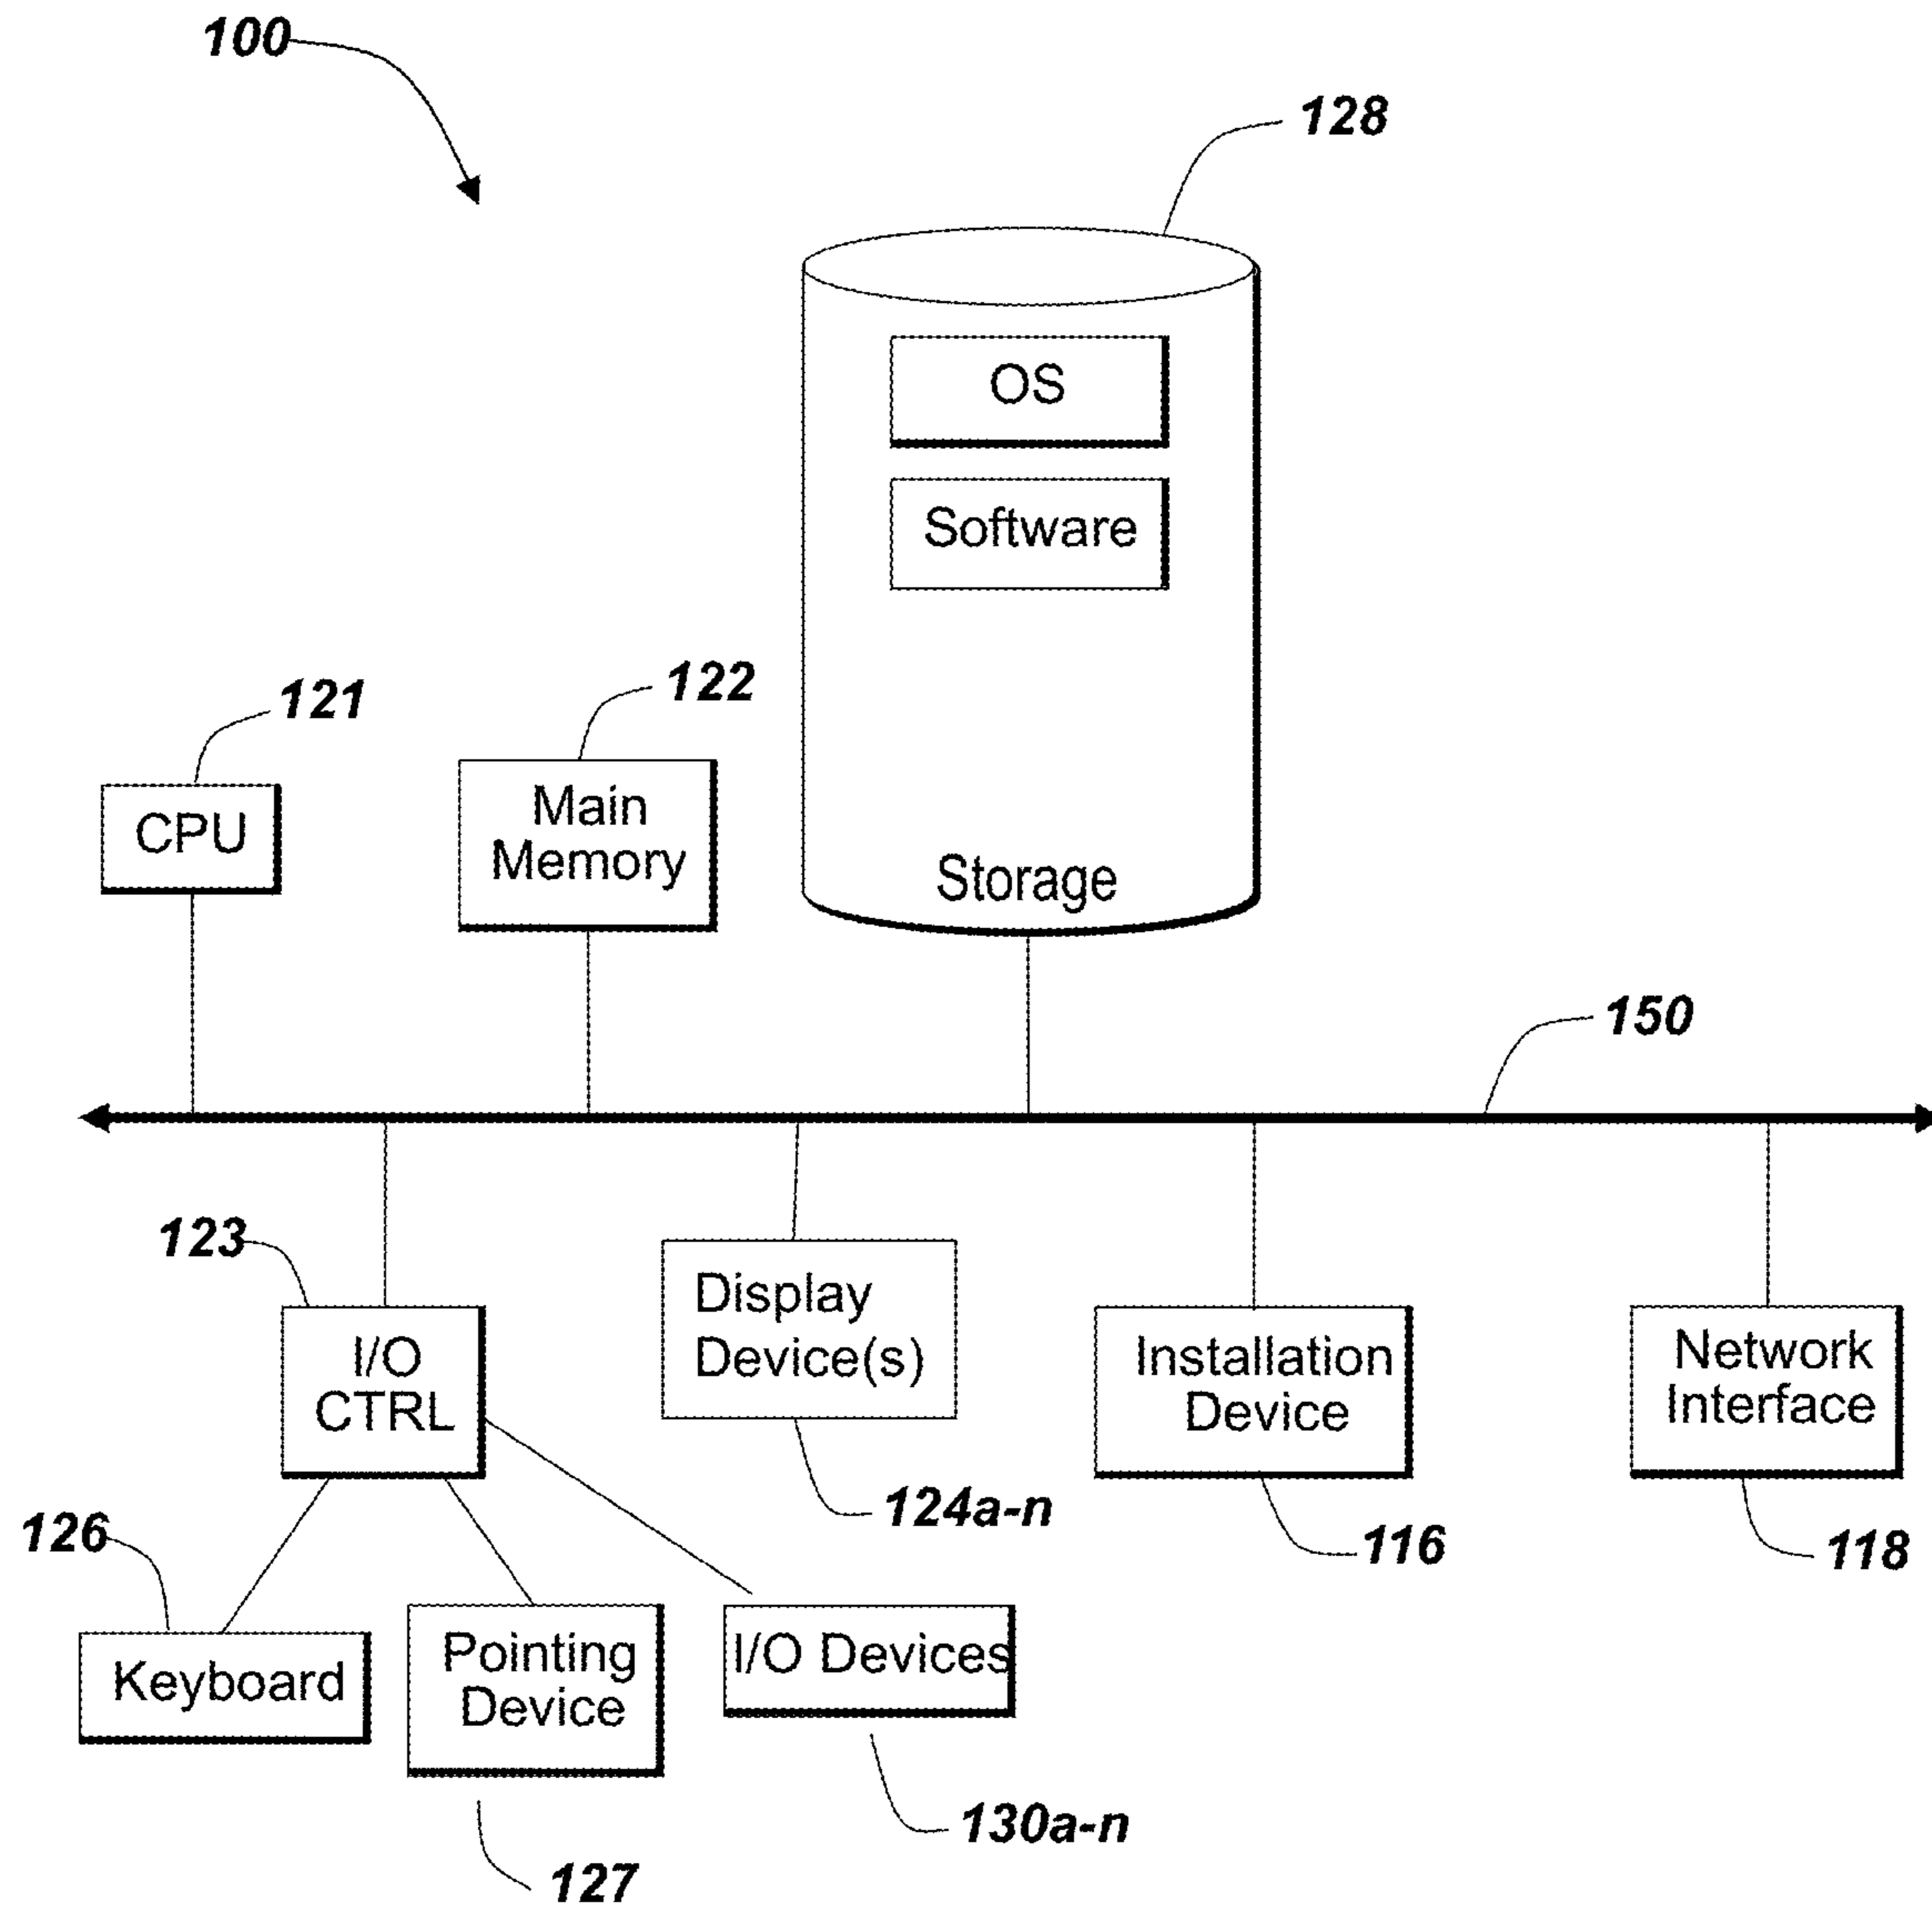 100
128
OS
Software
121
122
CPU
Main
Memory
Storage
150
123
I/O
CTRL
Display
Device(s)
Installation
Device
Network
Interface
124a-n
116
118
126
Keyboard
Pointing
Device
I/O Devices
130a-n
127